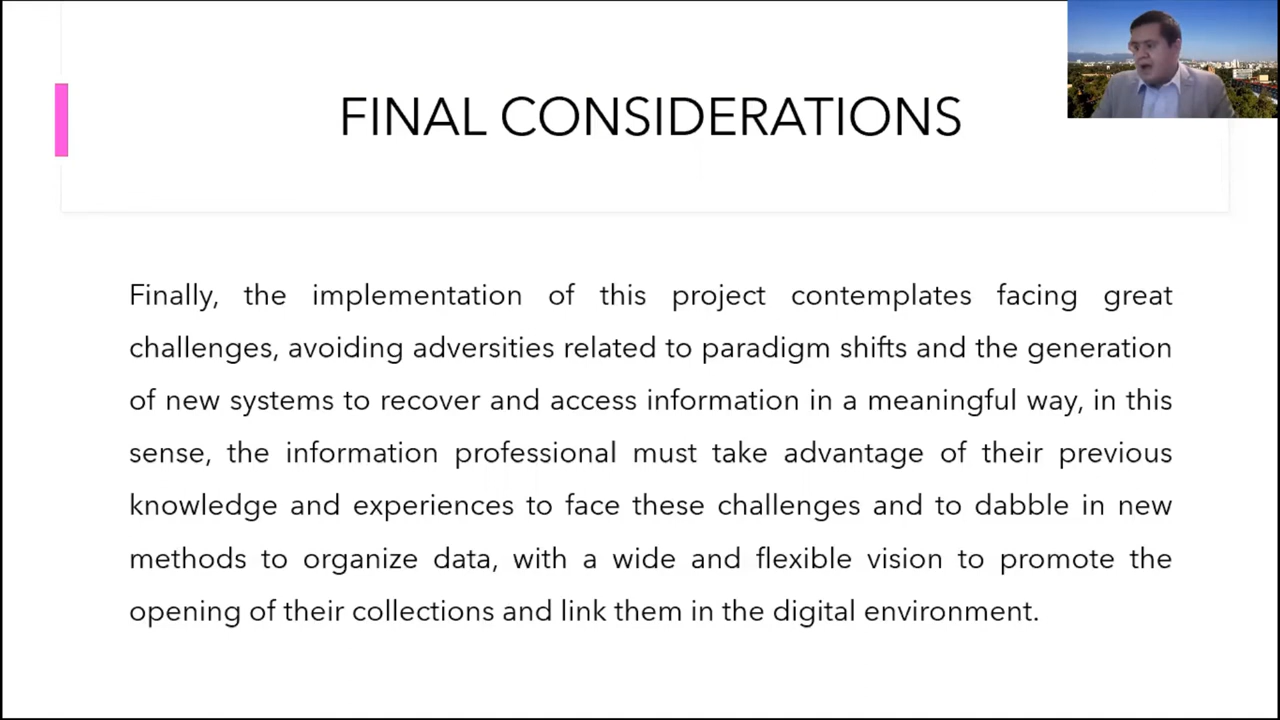 FINAL CONSIDERATIONS
Finally, the implementation of this project contemplates facing great
challenges, avoiding adversities related to paradigm shifts and the generation
of new systems to recover and access information in a meaningful way, in this
sense, the information professional must take advantage of their previous
knowledge and experiences to face these challenges and to dabble in new
methods to organize data, with a wide and flexible vision to promote the
opening of their collections and link them in the digital environment.